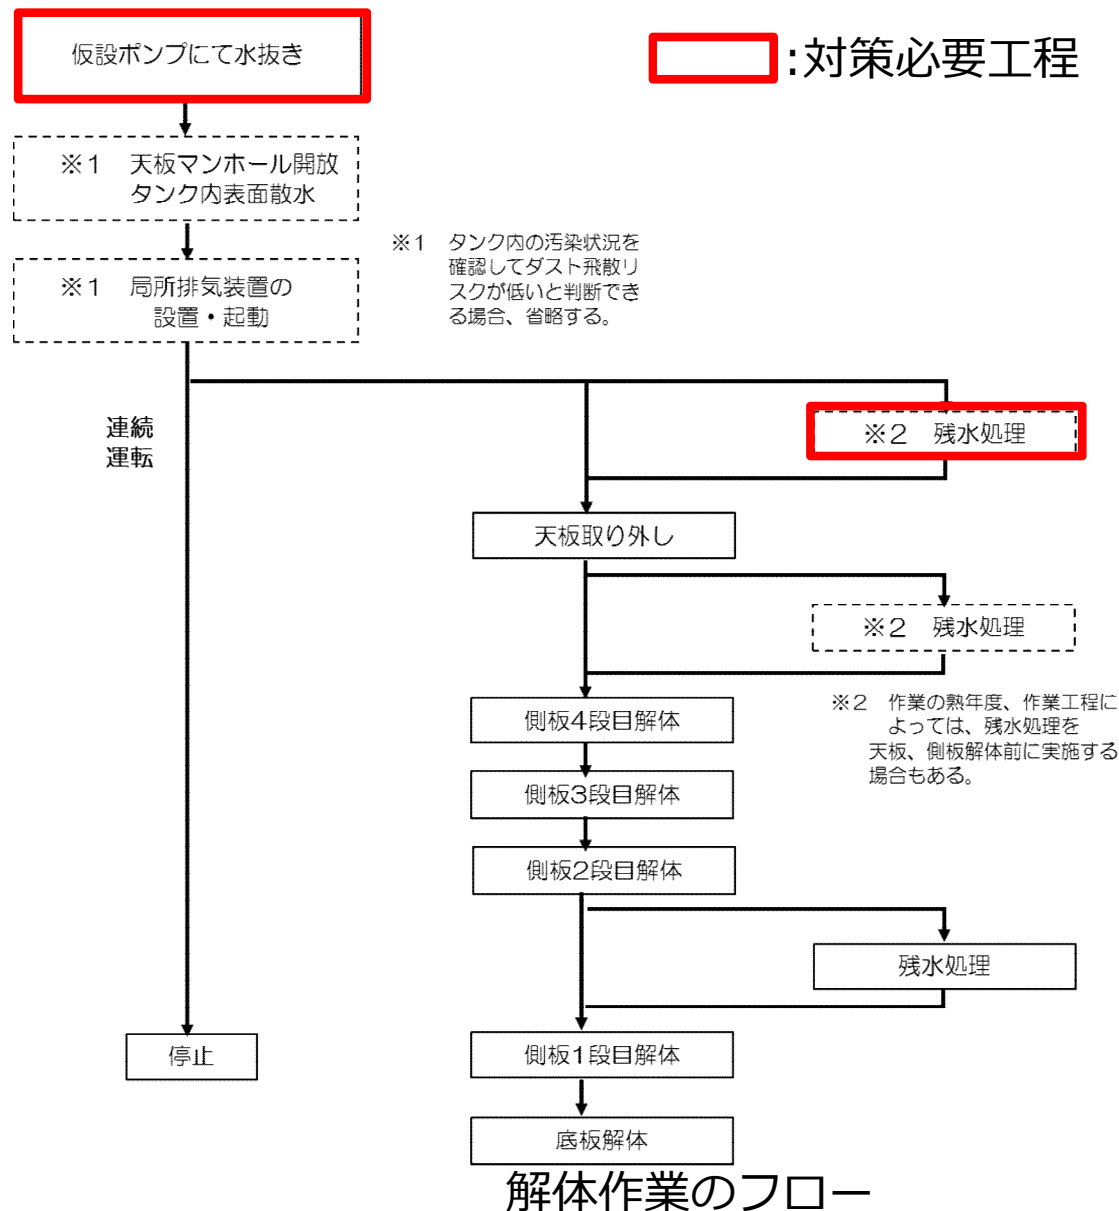 仮設ポンプにて水抜き
:対策必要工程
※１ 天板マンホール開放
タンク内表面散水
※１ 局所排気装置の
設置・起動
※１ タンク内の汚染状況を
確認してダスト飛散リ
スクが低いと判断でき
る場合、省略する。
連続
運転
※２ 残水処理
天板取り外し
※２ 残水処理
※２ 作業の熟年度、作業工程に
よっては、残水処理を
天板、側板解体前に実施する
場合もある。
側板４段目解体
側板３段目解体
側板２段目解体
残水処理
停止
側板１段目解体
底板解体
解体作業のフロー